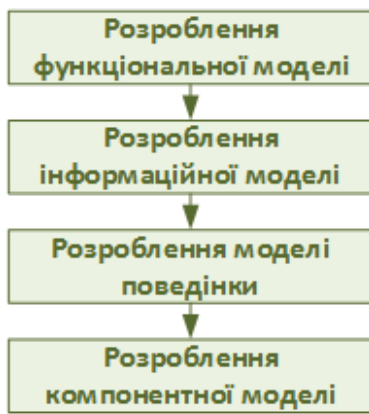 Розроблення
функціональної моделі
Розроблення
інформаційної моделі
Розроблення моделі
поведінки
Розроблення
компонентної моделі